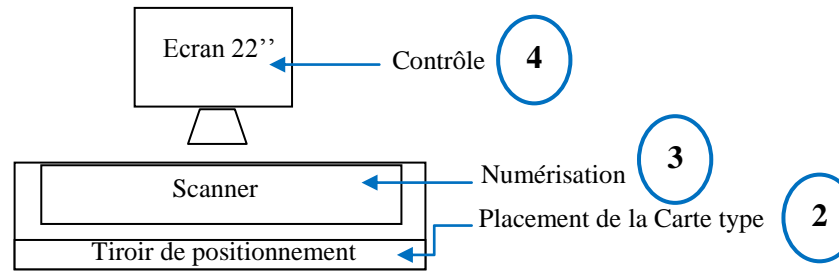 Ecran 22’’
Contrôle 4
Scanner
Numérisation 3
Placement de la Carte type 2
Tiroir de positionnement